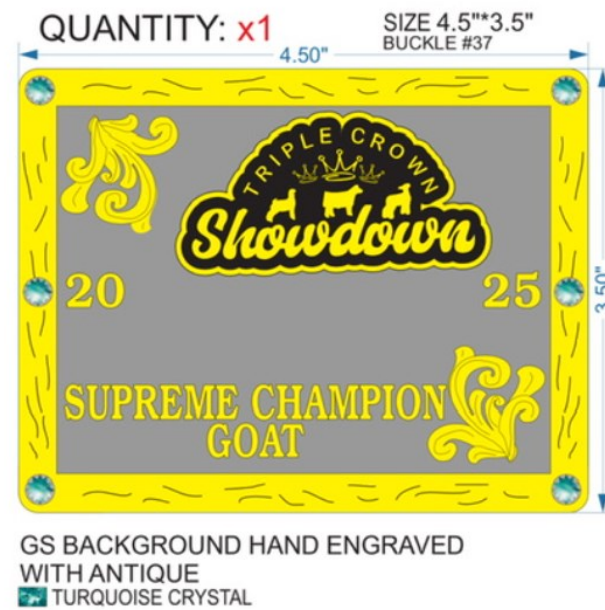 QUANTITY: x1
SIZE 4.5"*3.5"
BUCKLE #37
4.50"
TRIPLE CROWN
Showdown
20
25
3.50"
SUPREME CHAMPION
GOAT
GS BACKGROUND HAND ENGRAVED
WITH ANTIQUE
TURQUOISE CRYSTAL